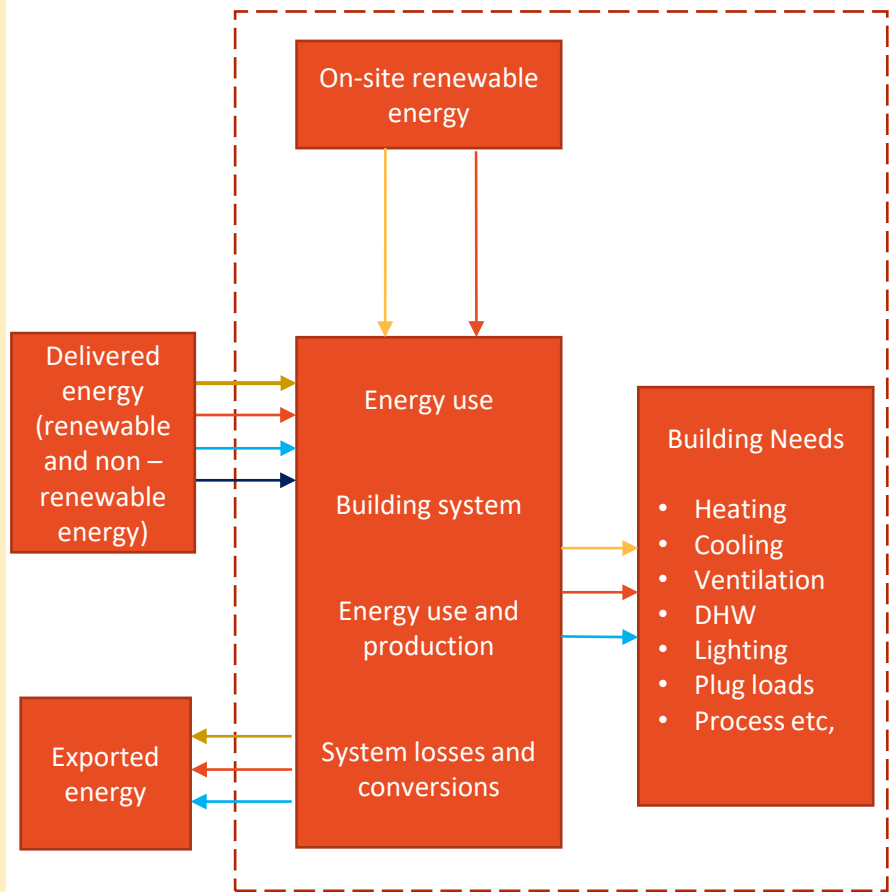 On-site renewable
energy
Delivered
energy
(renewable
and non –
renewable
energy)
Energy use
Building system
Energy use and
production
System losses and
conversions
Building Needs
• Heating
• Cooling
• Ventilation
• DHW
• Lighting
• Plug loads
• Process etc,
Exported
energy